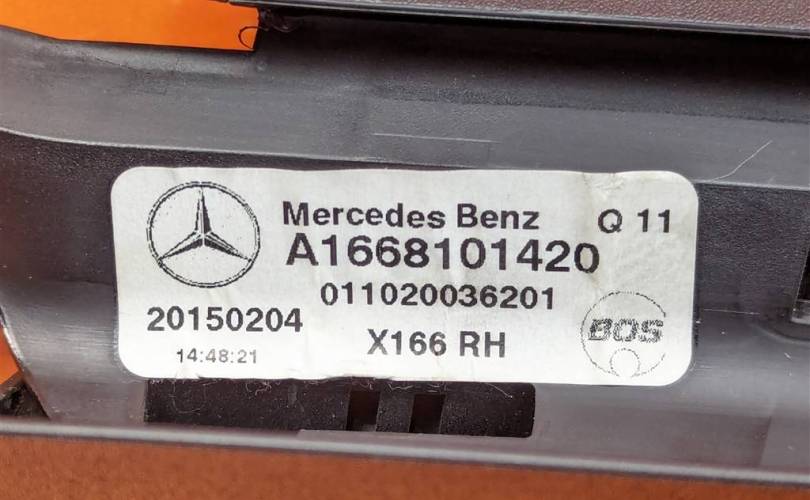 Mercedes Benz Q 11
A1668101420
011020036201
20150204
X166 RH
BOS
14:48:21